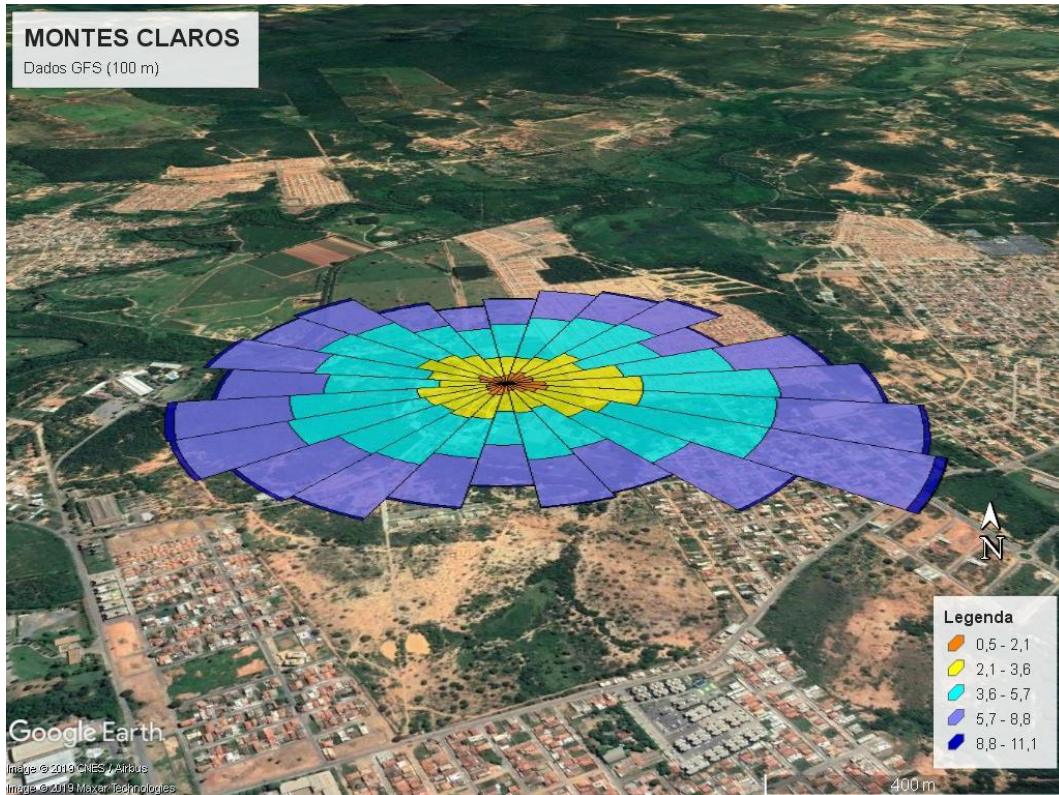 MONTES CLAROS
Dados GFS (100 m)
N
Legenda
0,5 - 2,1
2,1 - 3,6
3,6 - 5,7
5,7 - 8,8
8,8 - 11,1
Google Earth
Image © 2019 CNES / Airbus
Image © 2019 Maxar Technologies
400 m